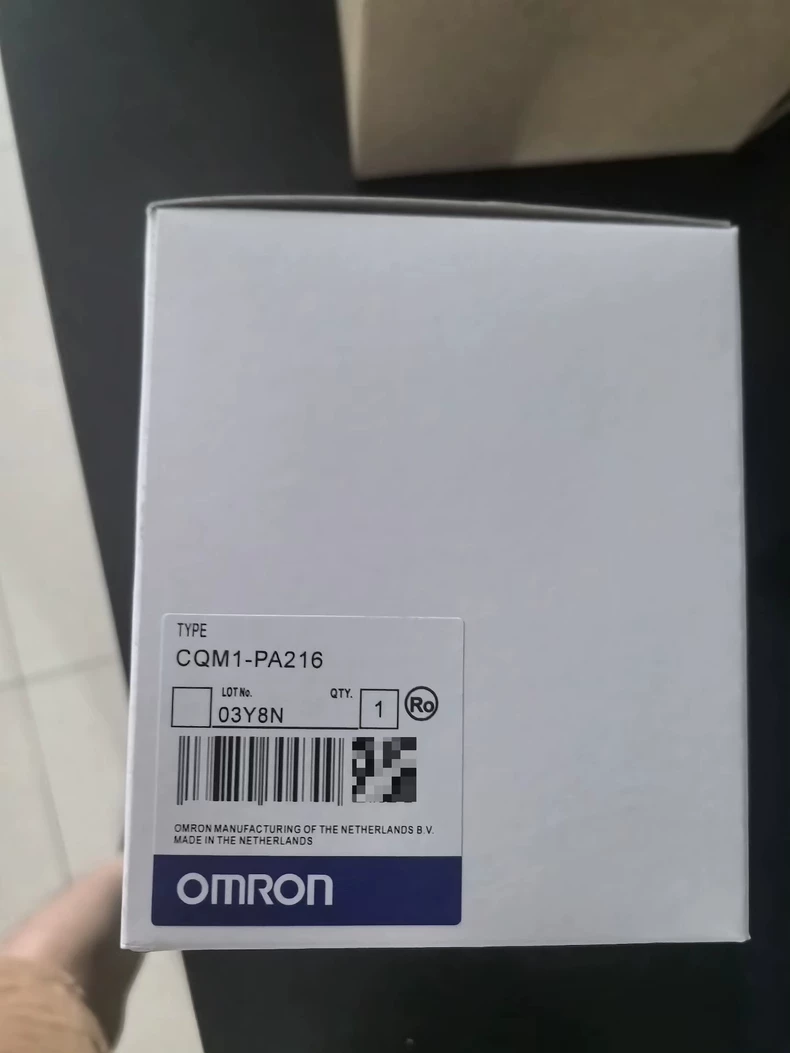 TYPE
CQM1-PA216
LOT No. QTY.
03Y8N 1 Ro
OMRON MANUFACTURING OF THE NETHERLANDS B.V.
MADE IN THE NETHERLANDS
OMRON